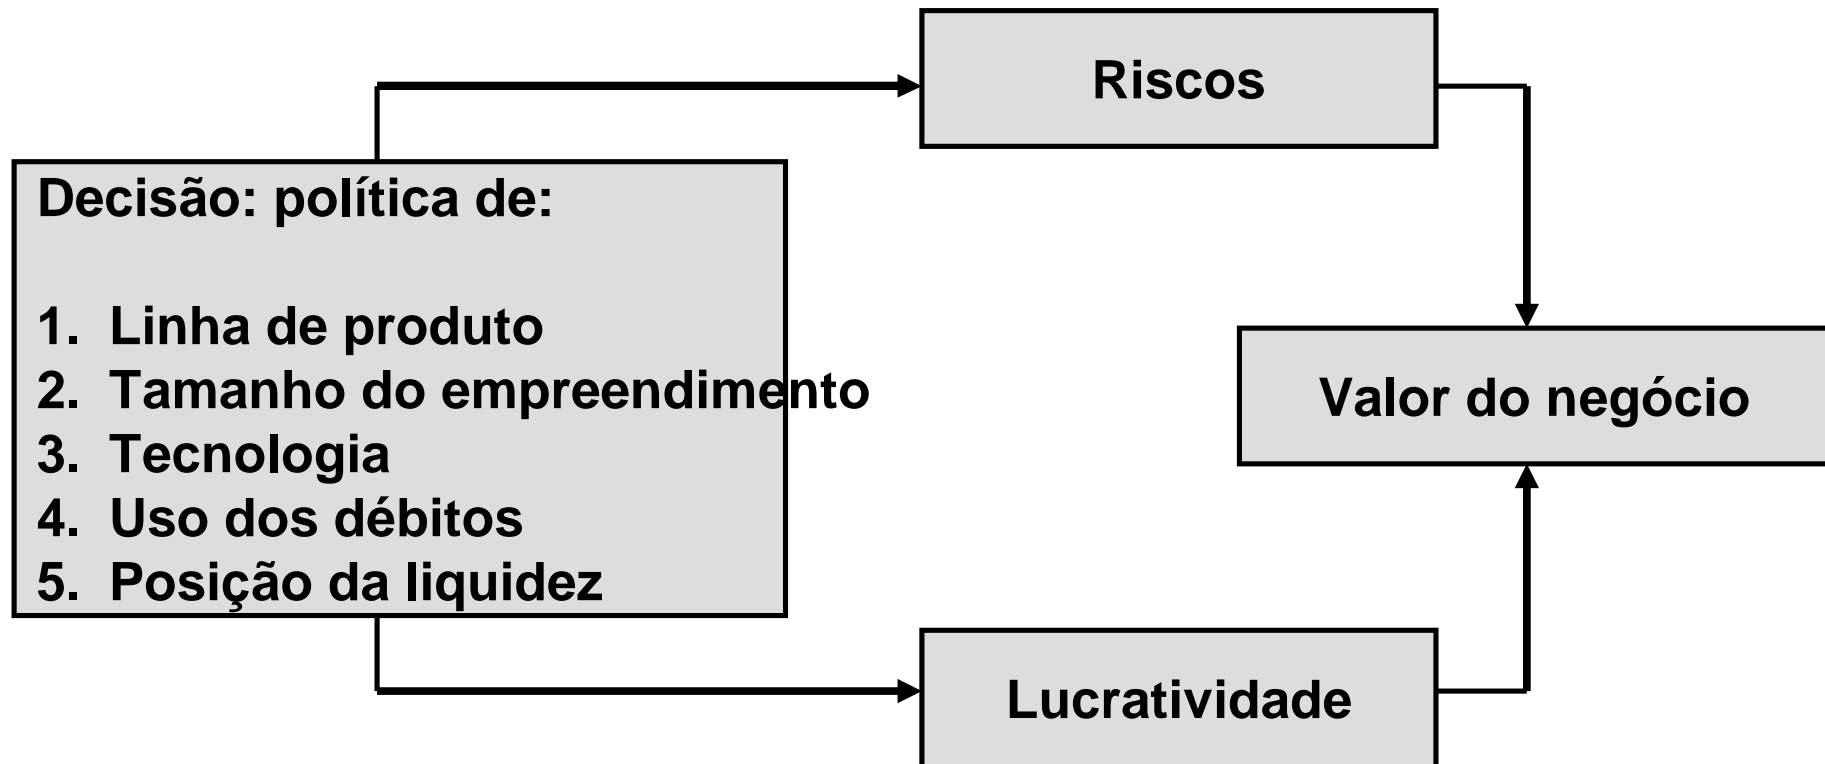 Riscos
Decisão: política de:
1. Linha de produto
2. Tamanho do empreendimento
3. Tecnologia
4. Uso dos débitos
5. Posição da liquidez
Valor do negócio
Lucratividade